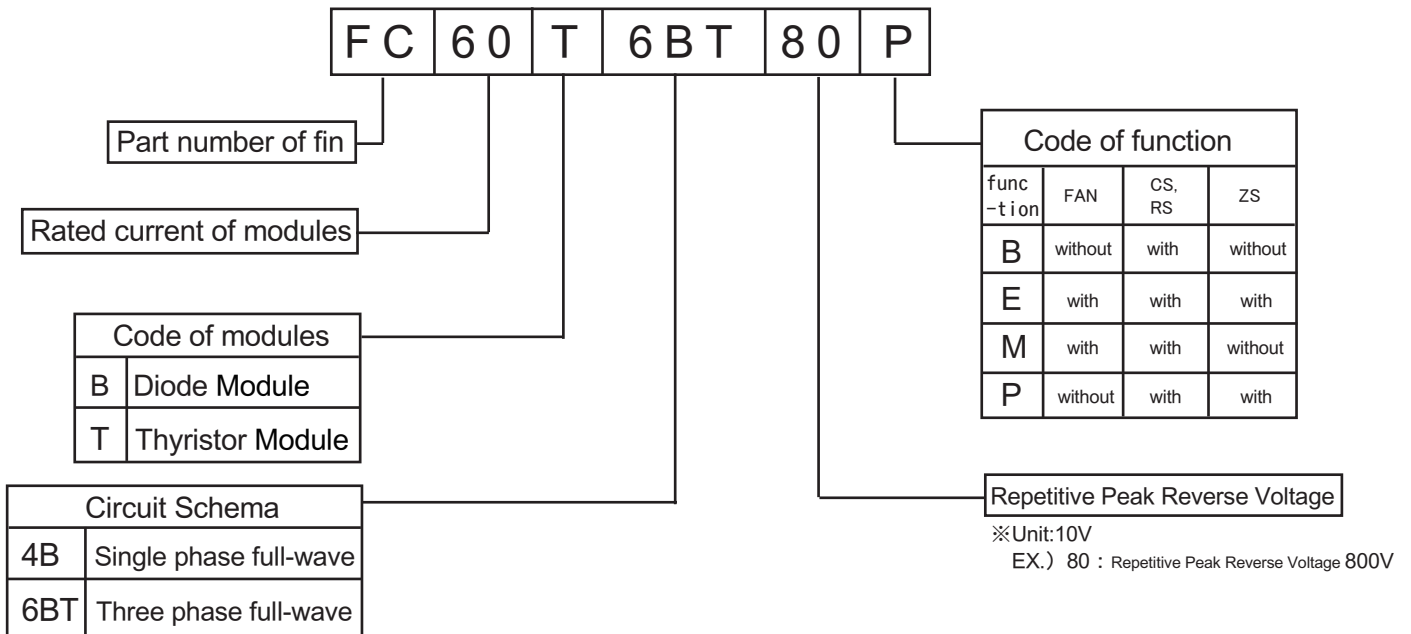 FC 60 T 6BT 80 P
Part number of fin
Rated current of modules
Code of modules
B Diode Module
T Thyristor Module
Circuit Schema
4B Single phase full-wave
6BT Three phase full-wave
Code of function
func
-tion FAN CS,
RS ZS
B without with without
E with with with
M with with without
P without with with
Repetitive Peak Reverse Voltage
※Unit:10V
EX.）80：Repetitive Peak Reverse Voltage 800V